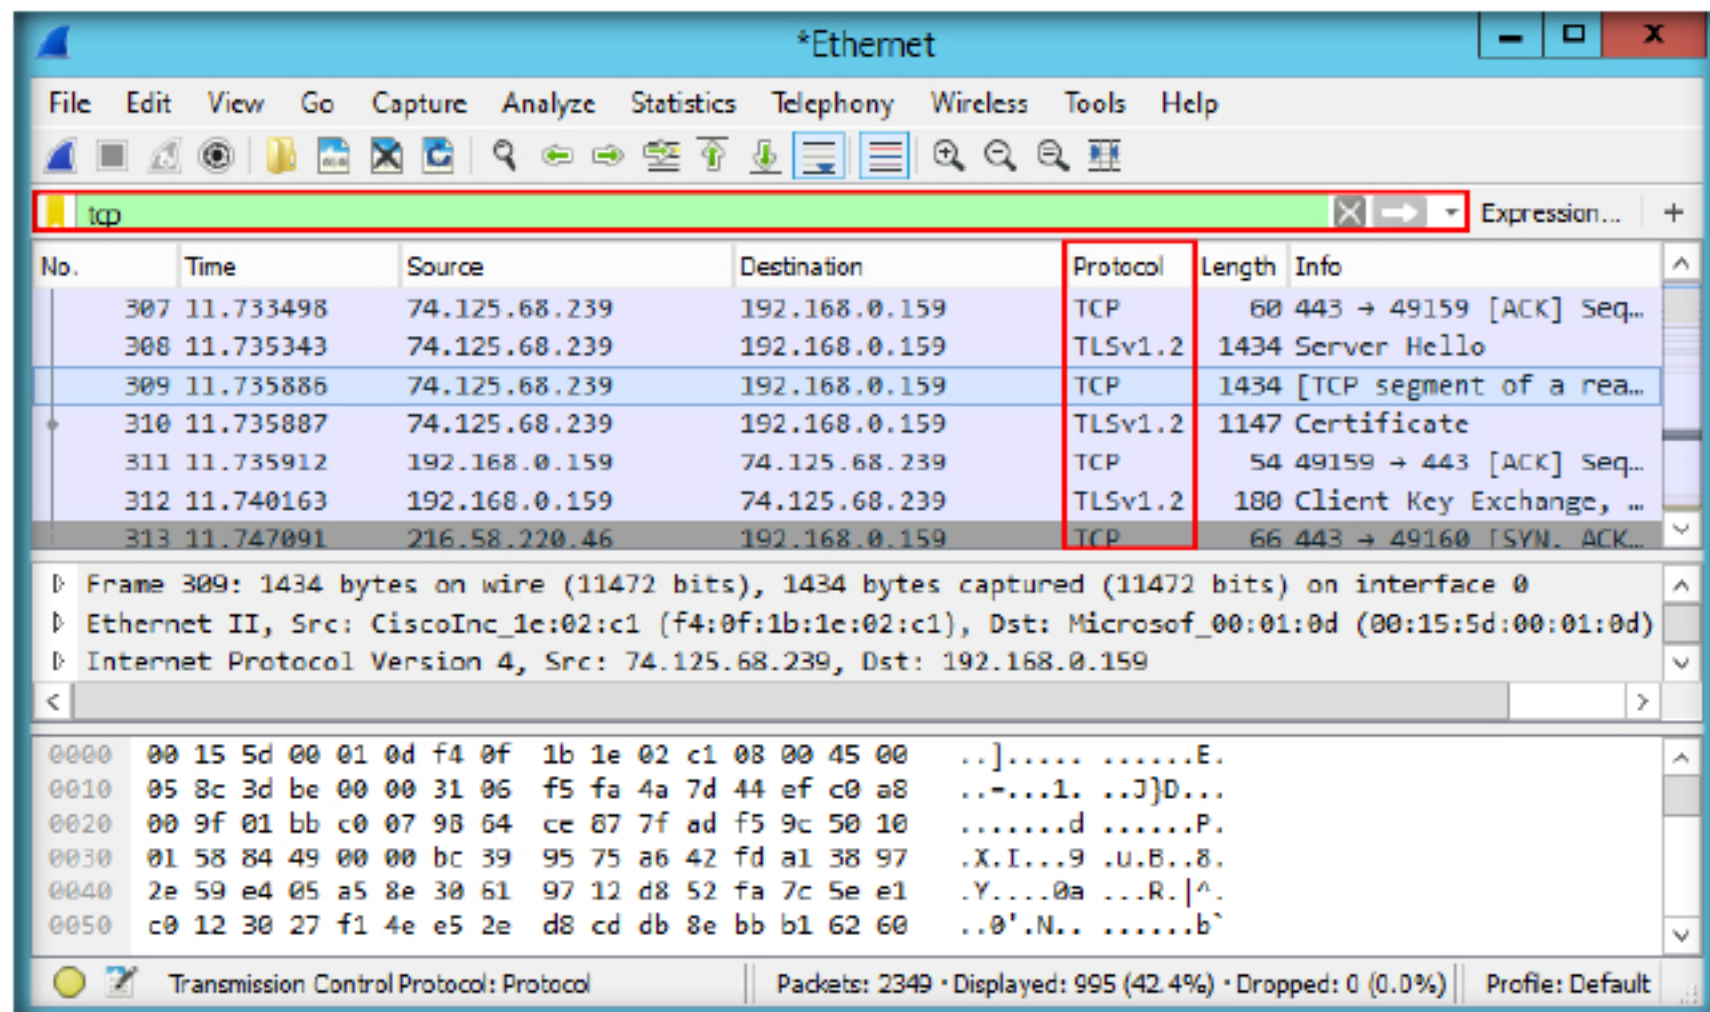 *Ethernet
File Edit View Go Capture Analyze Statistics Telephony Wireless Tools Help
tcp Expression... +
No. Time Source Destination Protocol Length Info
307 11.733498 74.125.68.239 192.168.0.159 TCP 60 443 → 49159 [ACK] Seq…
308 11.735343 74.125.68.239 192.168.0.159 TLSv1.2 1434 Server Hello
309 11.735886 74.125.68.239 192.168.0.159 TCP 1434 [TCP segment of a rea…
310 11.735887 74.125.68.239 192.168.0.159 TLSv1.2 1147 Certificate
311 11.735912 192.168.0.159 74.125.68.239 TCP 54 49159 → 443 [ACK] Seq…
312 11.740163 192.168.0.159 74.125.68.239 TLSv1.2 180 Client Key Exchange, …
313 11.747091 216.58.220.46 192.168.0.159 TCP 66 443 → 49160 [SYN, ACK…
Frame 309: 1434 bytes on wire (11472 bits), 1434 bytes captured (11472 bits) on interface 0
Ethernet II, Src: CiscoInc_1e:02:c1 (f4:0f:1b:1e:02:c1), Dst: Microsof_00:01:0d (00:15:5d:00:01:0d)
Internet Protocol Version 4, Src: 74.125.68.239, Dst: 192.168.0.159
0000 00 15 5d 00 01 0d f4 0f 1b 1e 02 c1 08 00 45 00 ..]..... ......E.
0010 05 8c 3d be 00 00 31 06 f5 fa 4a 7d 44 ef c0 a8 ..=...1. ..J}D...
0020 00 9f 01 bb c0 07 98 64 ce 87 7f ad f5 9c 50 10 .......d ......P.
0030 01 58 84 49 00 00 bc 39 95 75 a6 42 fd a1 38 97 .X.I...9 .u.B..8.
0040 2e 59 e4 05 a5 8e 30 61 97 12 d8 52 fa 7c 5e e1 .Y....0a ...R.|^.
0050 c0 12 30 27 f1 4e e5 2e d8 cd db 8e bb b1 62 60 ..0'.N.. ......b`
Transmission Control Protocol: Protocol Packets: 2349 · Displayed: 995 (42.4%) · Dropped: 0 (0.0%) Profile: Default